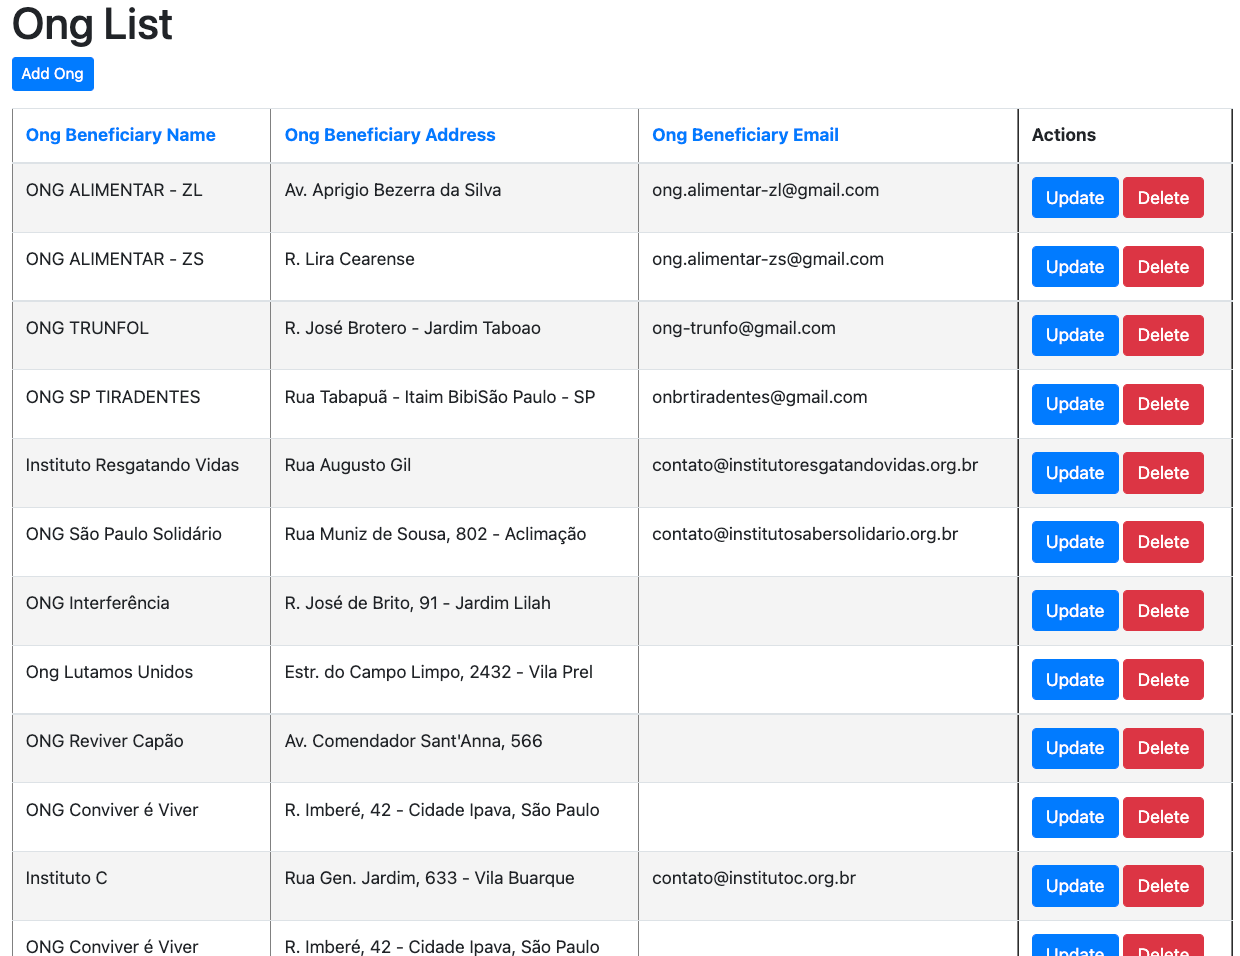 Ong List
Add Ong
Ong Beneficiary Name Ong Beneficiary Address Ong Beneficiary Email Actions
ONG ALIMENTAR - ZL Av. Aprigio Bezerra da Silva ong.alimentar-zl@gmail.com Update Delete
ONG ALIMENTAR - ZS R. Lira Cearense ong.alimentar-zs@gmail.com Update Delete
ONG TRUNFOL R. José Brotero - Jardim Taboao ong-trunfo@gmail.com Update Delete
ONG SP TIRADENTES Rua Tabapuã - Itaim BibiSão Paulo - SP onbrtiradentes@gmail.com Update Delete
Instituto Resgatando Vidas Rua Augusto Gil contato@institutoresgatandovidas.org.br Update Delete
ONG São Paulo Solidário Rua Muniz de Sousa, 802 - Aclimação contato@institutosabersolidario.org.br Update Delete
ONG Interferência R. José de Brito, 91 - Jardim Lilah Update Delete
Ong Lutamos Unidos Estr. do Campo Limpo, 2432 - Vila Prel Update Delete
ONG Reviver Capão Av. Comendador Sant'Anna, 566 Update Delete
ONG Conviver é Viver R. Imberé, 42 - Cidade Ipava, São Paulo Update Delete
Instituto C Rua Gen. Jardim, 633 - Vila Buarque contato@institutoc.org.br Update Delete
ONG Conviver é Viver R. Imberé, 42 - Cidade Ipava, São Paulo Update Delete